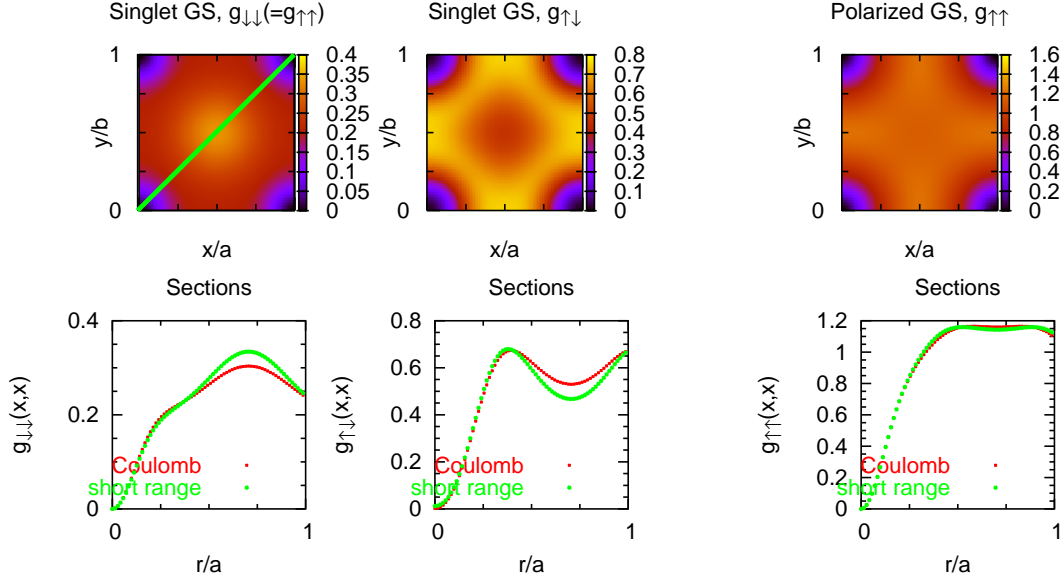 Singlet GS, g↓↓(=g↑↑)
Singlet GS, g↑↓
Polarized GS, g↑↑
1
y/b
0
x/a
0.4
0.35
0.3
0.25
0.2
0.15
0.1
0.05
0
1
y/b
0
x/a
0.8
0.7
0.6
0.5
0.4
0.3
0.2
0.1
0
1
y/b
0
x/a
1.6
1.4
1.2
1
0.8
0.6
0.4
0.2
0
Sections
0.4
0.2
0
g↓↓(x,x)
Coulomb
short range
0
1
r/a
Sections
0.8
0.6
0.4
0.2
0
g↑↓(x,x)
Coulomb
short range
0
1
r/a
Sections
1.2
1
0.8
0.6
0.4
0.2
0
g↑↑(x,x)
Coulomb
short range
0
1
r/a